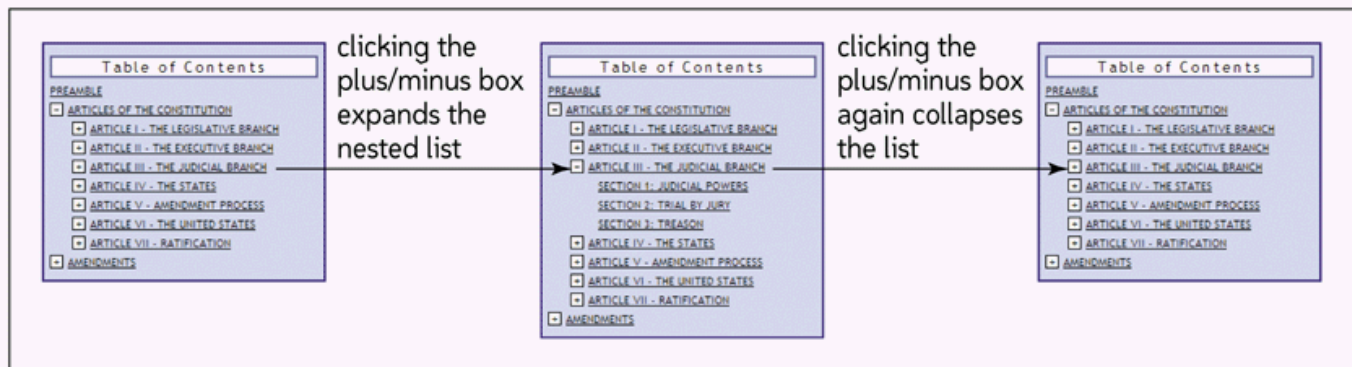 Table of Contents
PREAMBLE
- ARTICLES OF THE CONSTITUTION
+ ARTICLE I - THE LEGISLATIVE BRANCH
+ ARTICLE II - THE EXECUTIVE BRANCH
+ ARTICLE III - THE JUDICIAL BRANCH
+ ARTICLE IV - THE STATES
+ ARTICLE V - AMENDMENT PROCESS
+ ARTICLE VI - THE UNITED STATES
+ ARTICLE VII - RATIFICATION
+ AMENDMENTS
clicking the
plus/minus box
expands the
nested list
Table of Contents
PREAMBLE
- ARTICLES OF THE CONSTITUTION
+ ARTICLE I - THE LEGISLATIVE BRANCH
+ ARTICLE II - THE EXECUTIVE BRANCH
- ARTICLE III - THE JUDICIAL BRANCH
SECTION 1: JUDICIAL POWERS
SECTION 2: TRIAL BY JURY
SECTION 3: TREASON
+ ARTICLE IV - THE STATES
+ ARTICLE V - AMENDMENT PROCESS
+ ARTICLE VI - THE UNITED STATES
+ ARTICLE VII - RATIFICATION
+ AMENDMENTS
clicking the
plus/minus box
again collapses
the list
Table of Contents
PREAMBLE
- ARTICLES OF THE CONSTITUTION
+ ARTICLE I - THE LEGISLATIVE BRANCH
+ ARTICLE II - THE EXECUTIVE BRANCH
+ ARTICLE III - THE JUDICIAL BRANCH
+ ARTICLE IV - THE STATES
+ ARTICLE V - AMENDMENT PROCESS
+ ARTICLE VI - THE UNITED STATES
+ ARTICLE VII - RATIFICATION
+ AMENDMENTS